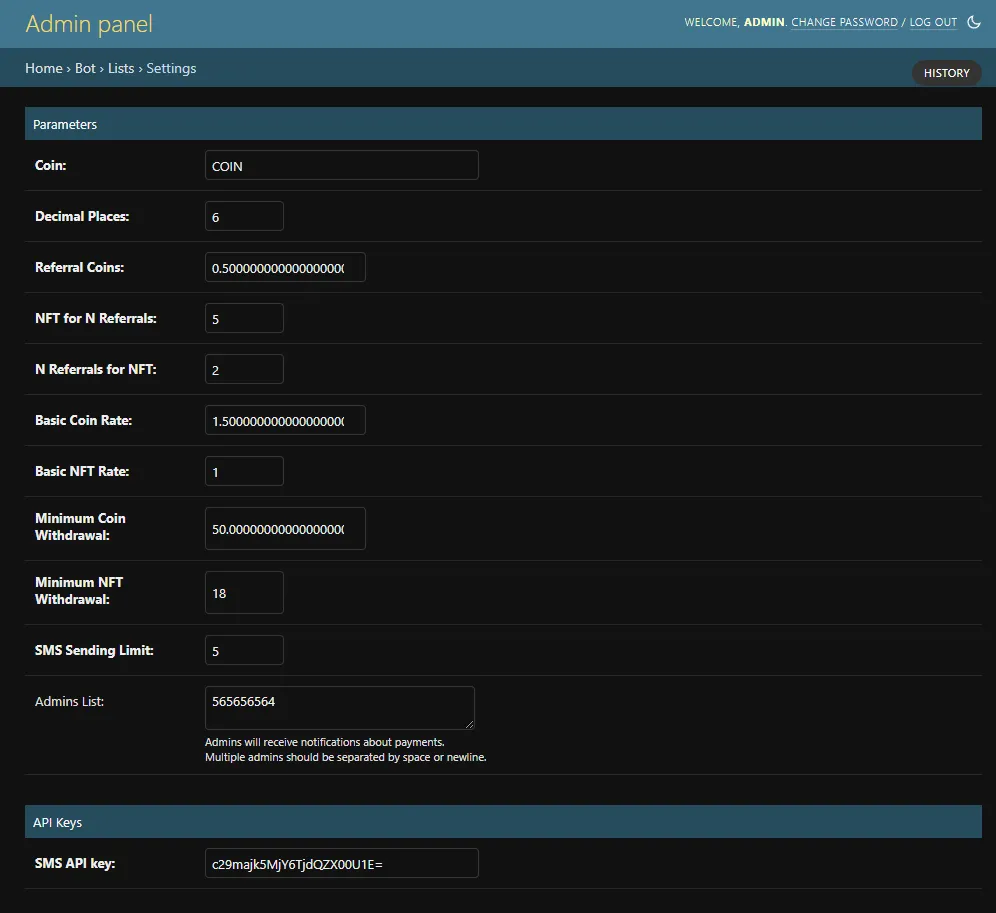 Admin panel
WELCOME, ADMIN. CHANGE PASSWORD / LOG OUT
Home › Bot › Lists › Settings
HISTORY
Parameters
Coin: COIN
Decimal Places: 6
Referral Coins: 0.50000000000000000(
NFT for N Referrals: 5
N Referrals for NFT: 2
Basic Coin Rate: 1.50000000000000000(
Basic NFT Rate: 1
Minimum Coin
Withdrawal: 50.0000000000000000(
Minimum NFT
Withdrawal: 18
SMS Sending Limit: 5
Admins List: 565656564
Admins will receive notifications about payments.
Multiple admins should be separated by space or newline.
API Keys
SMS API key: c29majk5MjY6TjdQZX00U1E=